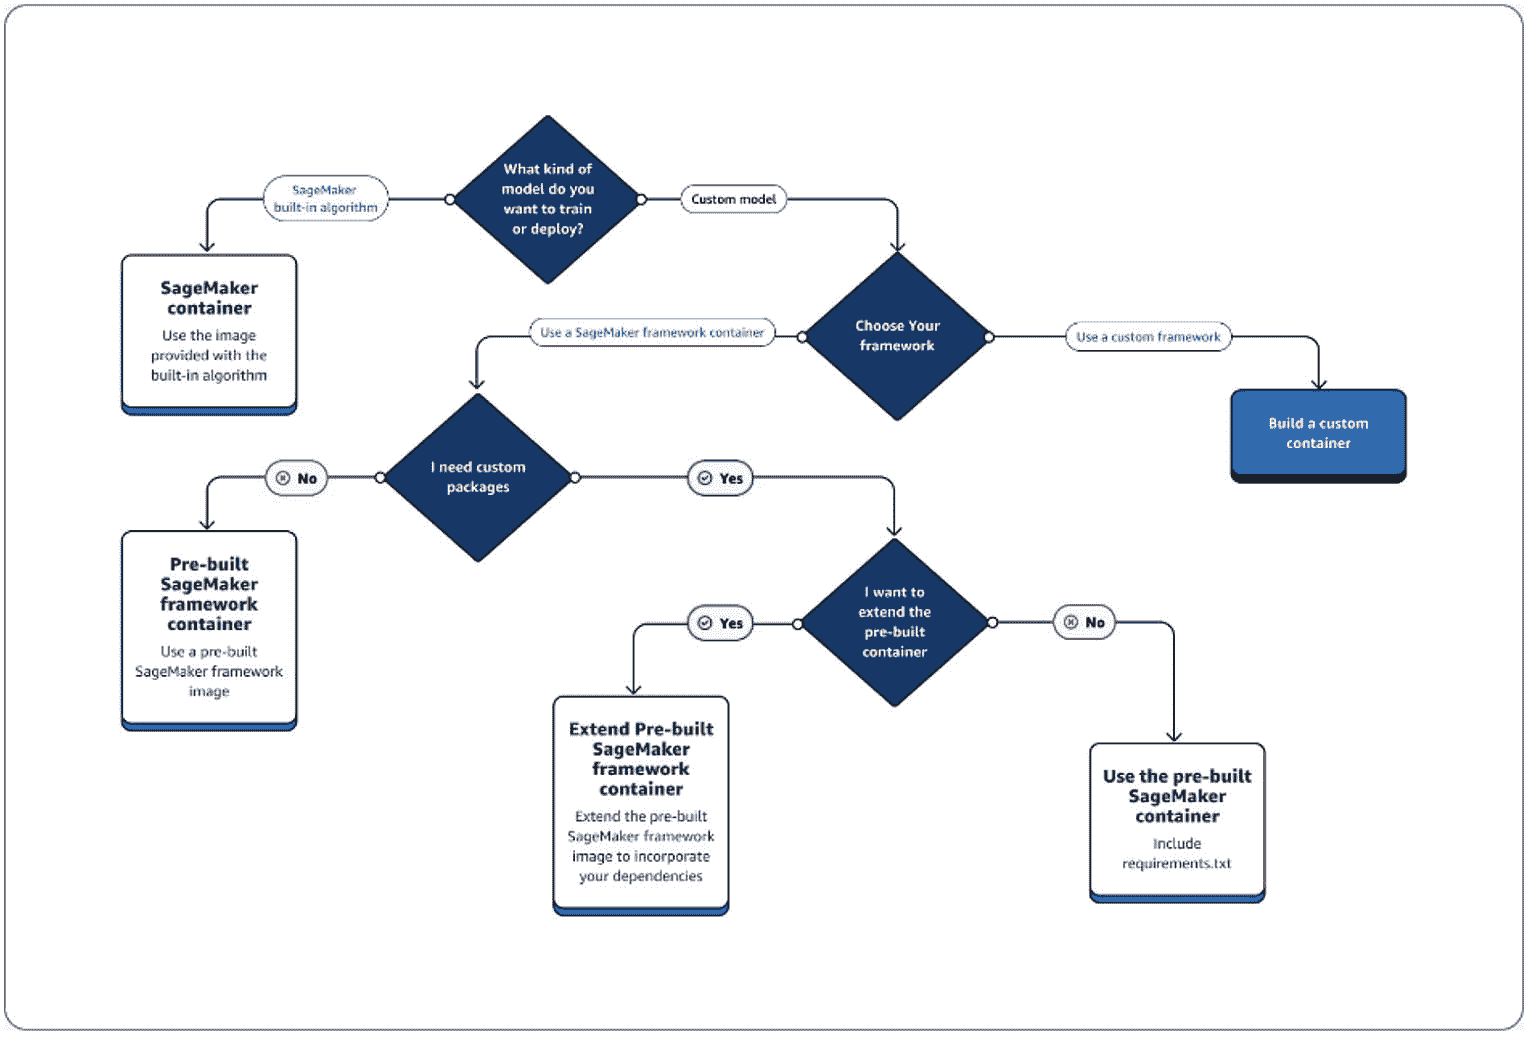 What kind of
model do you
want to train
or deploy?
SageMaker
built-in algorithm
Custom model
SageMaker
container
Use the image
provided with the
built-in algorithm
Choose Your
framework
Use a SageMaker framework container
Use a custom framework
Build a custom
container
I need custom
packages
No
Yes
Pre-built
SageMaker
framework
container
Use a pre-built
SageMaker framework
image
I want to
extend the
pre-built
container
Yes
No
Extend Pre-built
SageMaker
framework
container
Extend the pre-built
SageMaker framework
image to incorporate
your dependencies
Use the pre-built
SageMaker
container
Include
requirements.txt